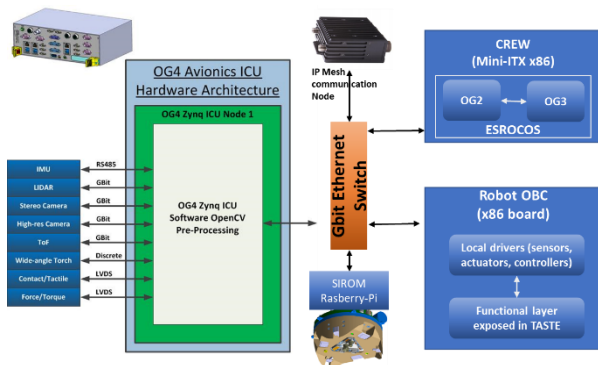 OG4 Avionics ICU
Hardware Architecture
OG4 Zynq ICU Node 1
OG4 Zynq ICU
Software OpenCV
Pre-Processing
IMU
RS485
LIDAR
GBit
Stereo Camera
GBit
High-res Camera
GBit
ToF
GBit
Wide-angle Torch
Discrete
Contact/Tactile
LVDS
Force/Torque
LVDS
IP Mesh
communication
Node
Gbit Ethernet
Switch
SIROM
Rasberry-Pi
CREW
(Mini-ITX x86)
OG2
OG3
ESROCOS
Robot OBC
(x86 board)
Local drivers (sensors,
actuators, controllers)
Functional layer
exposed in TASTE